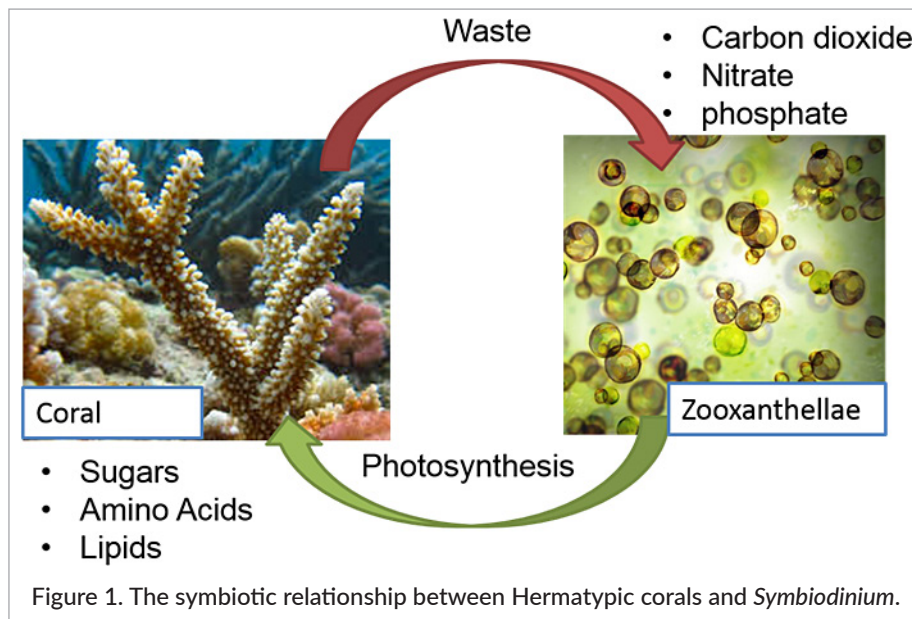 Waste
• Carbon dioxide
• Nitrate
• phosphate
Coral
Zooxanthellae
Photosynthesis
• Sugars
• Amino Acids
• Lipids
Figure 1. The symbiotic relationship between Hermatypic corals and Symbiodinium.